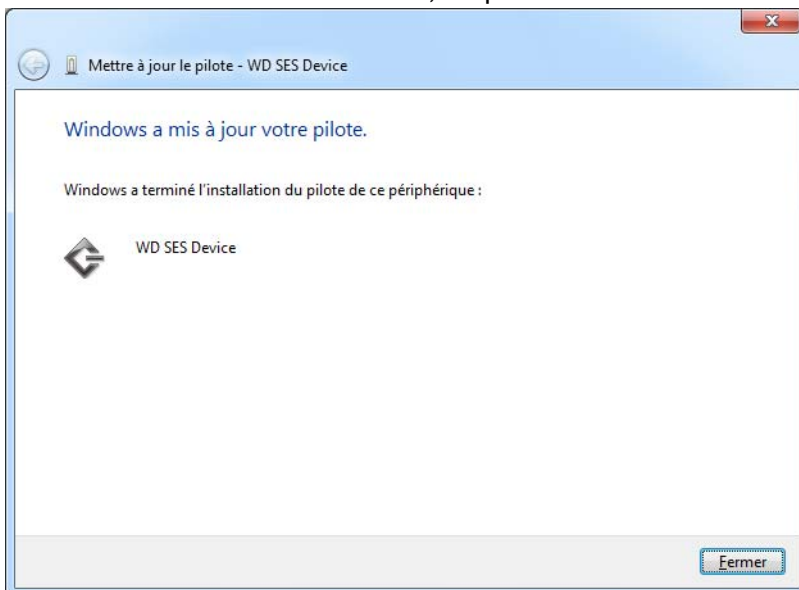 Mettre à jour le pilote - WD SES Device
Windows a mis à jour votre pilote.
Windows a terminé l'installation du pilote de ce périphérique :
WD SES Device
Fermer